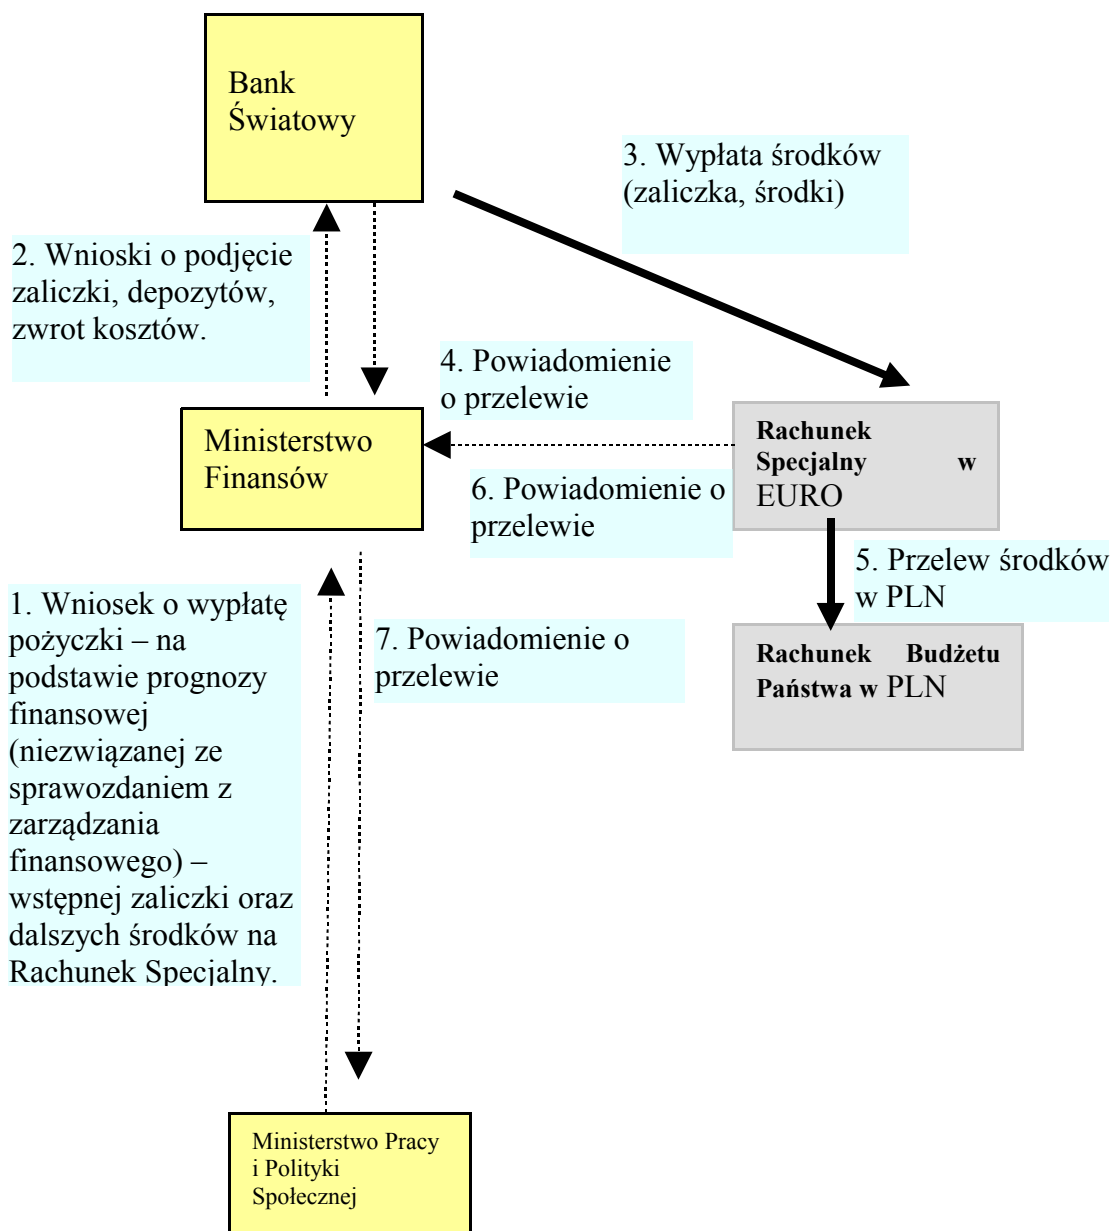 Bank
Światowy
3. Wypłata środków
(zaliczka, środki)
2. Wnioski o podjęcie
zaliczki, depozytów,
zwrot kosztów.
4. Powiadomienie
o przelewie
Ministerstwo
Finansów
Rachunek
Specjalny w
EURO
6. Powiadomienie o
przelewie
5. Przelew środków
w PLN
1. Wniosek o wypłatę
pożyczki – na
podstawie prognozy
finansowej
(niezwiązanej ze
sprawozdaniem z
zarządzania
finansowego) –
wstępnej zaliczki oraz
dalszych środków na
Rachunek Specjalny.
7. Powiadomienie o
przelewie
Rachunek Budżetu
Państwa w PLN
Ministerstwo Pracy
i Polityki
Społecznej